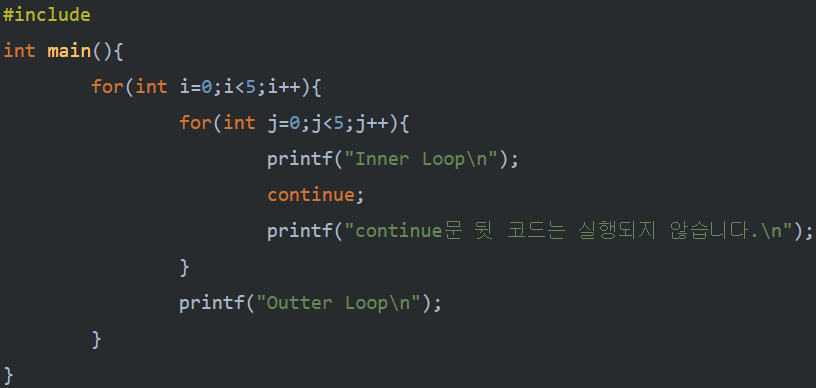 #include
int main(){
for(int i=0;i<5;i++){
for(int j=0;j<5;j++){
printf("Inner Loop\n");
continue;
printf("continue문 뒷 코드는 실행되지 않습니다.\n");
}
printf("Outter Loop\n");
}
}